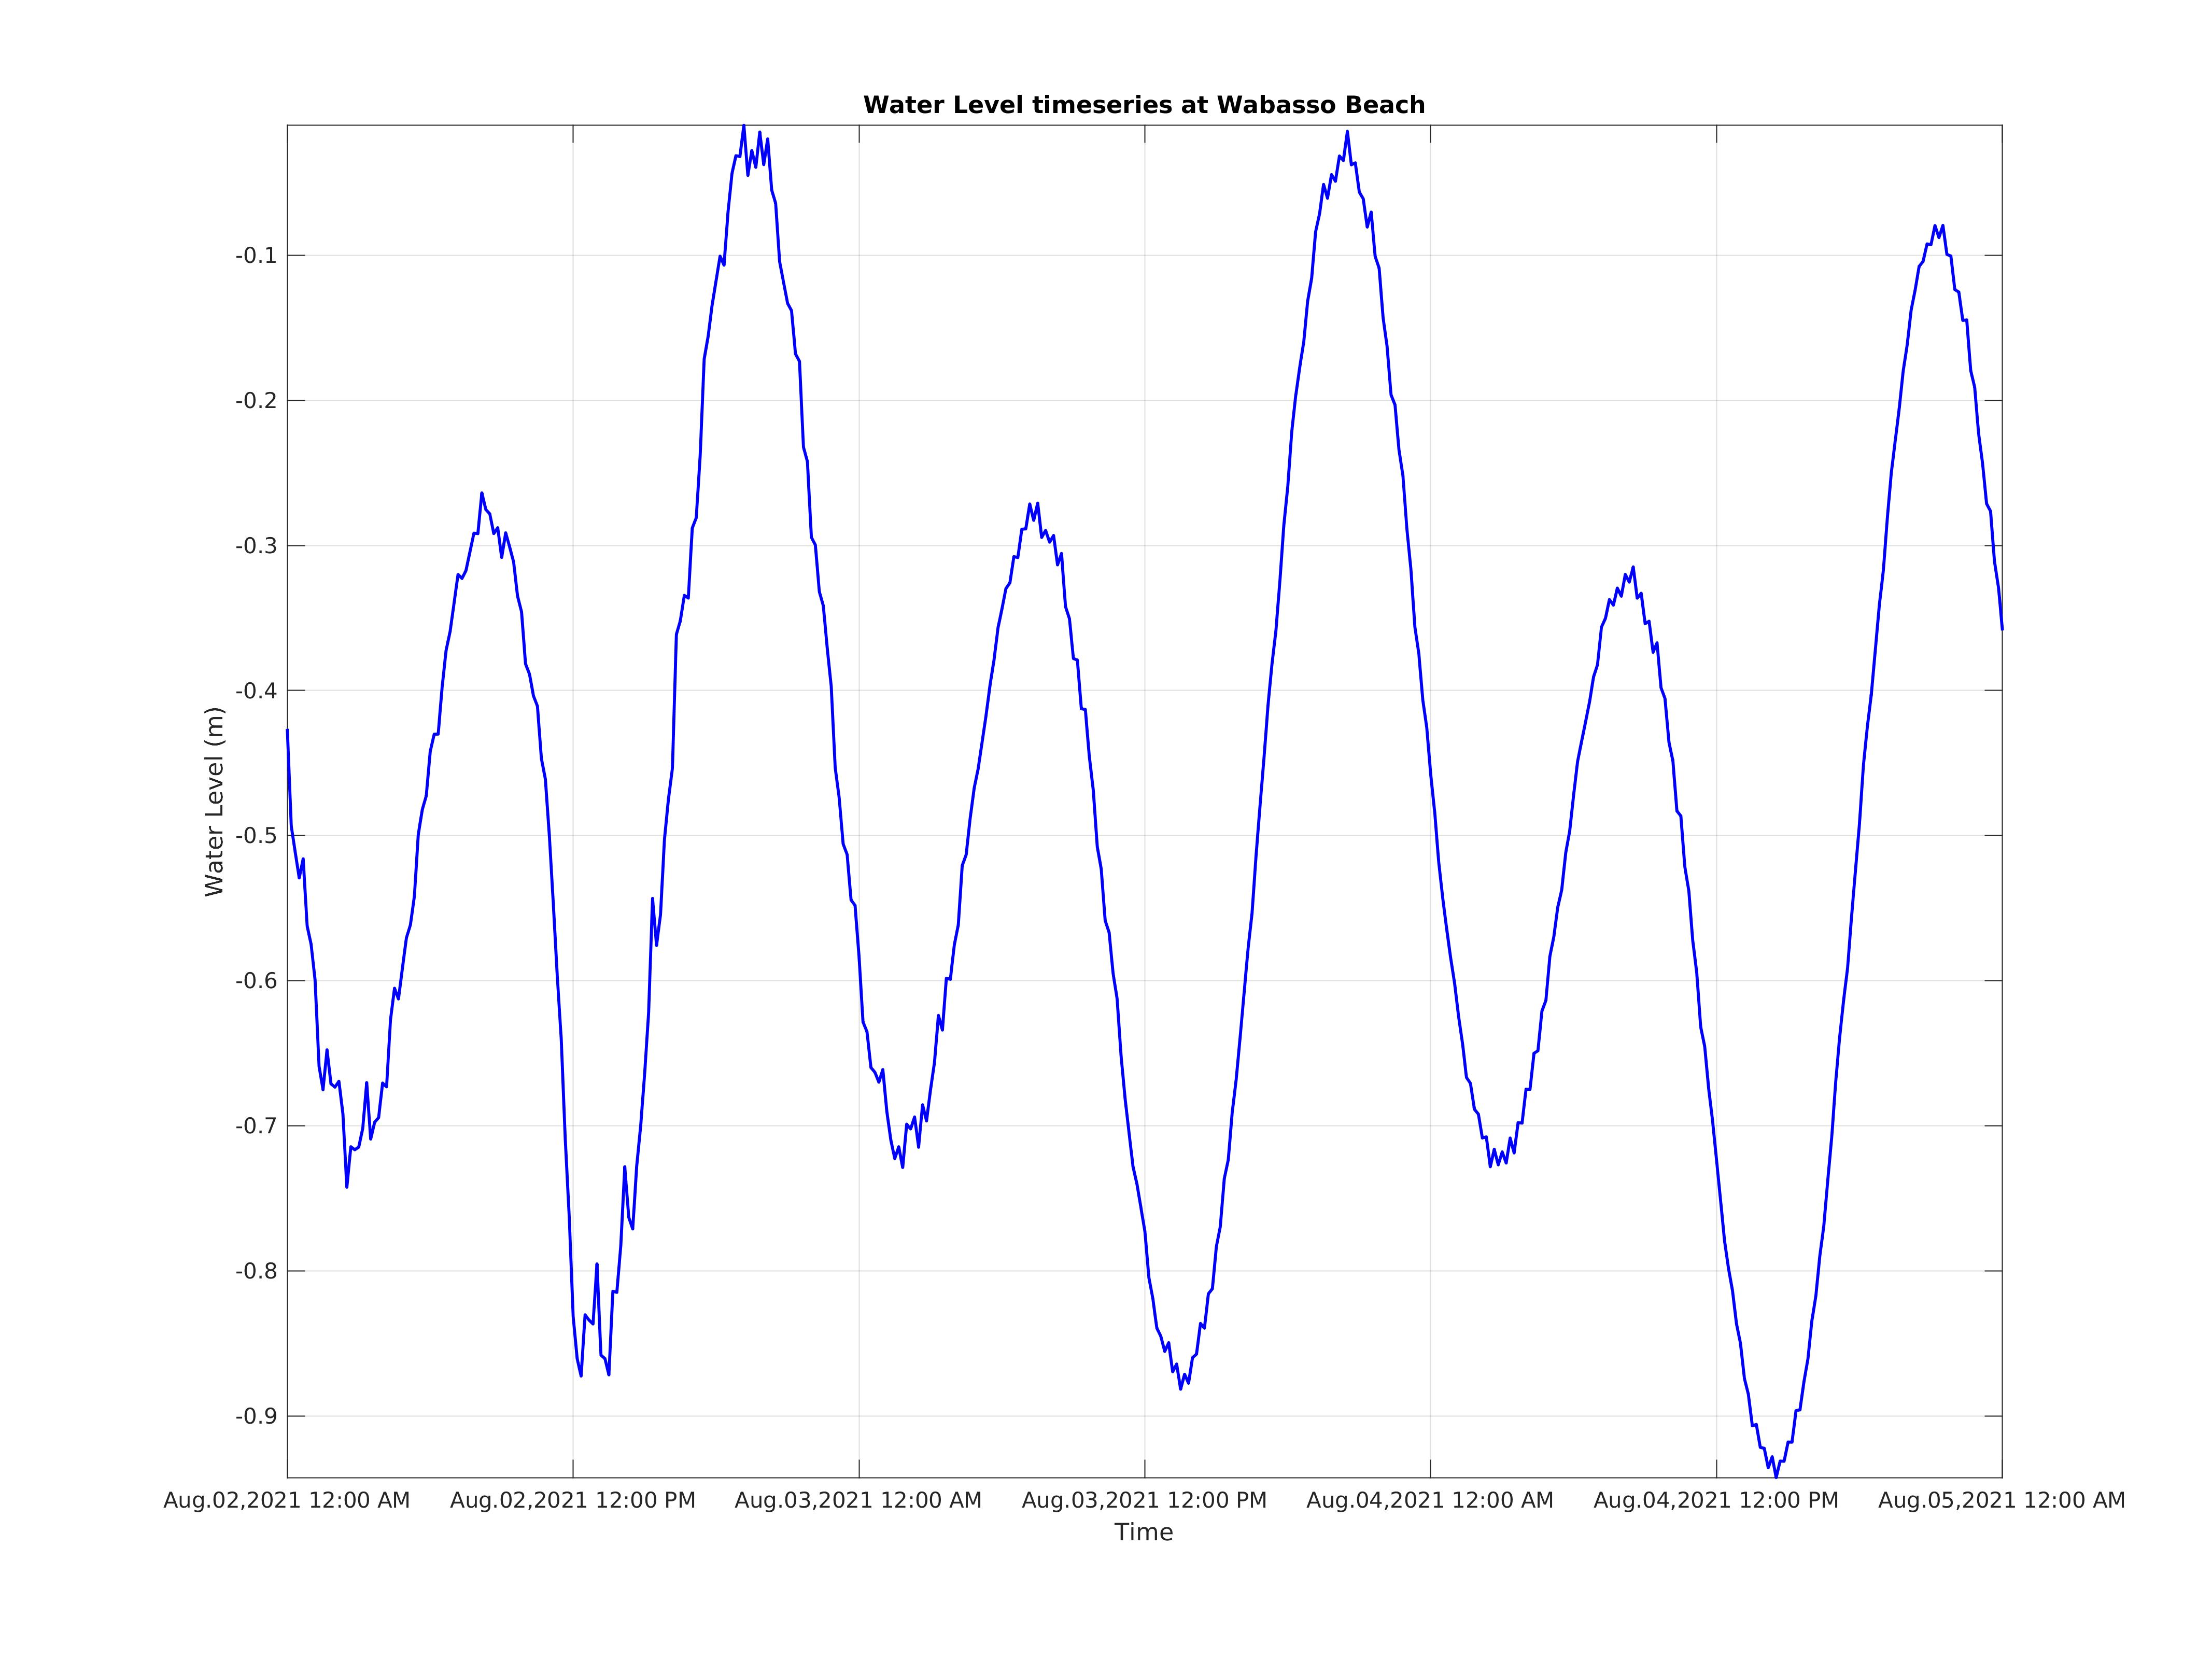 Water Level timeseries at Wabasso Beach
-0.1
-0.2
-0.3
-0.4
-0.5
-0.6
-0.7
-0.8
-0.9
Water Level (m)
Aug.02,2021 12:00 AM Aug.02,2021 12:00 PM Aug.03,2021 12:00 AM Aug.03,2021 12:00 PM Aug.04,2021 12:00 AM Aug.04,2021 12:00 PM Aug.05,2021 12:00 AM
Time